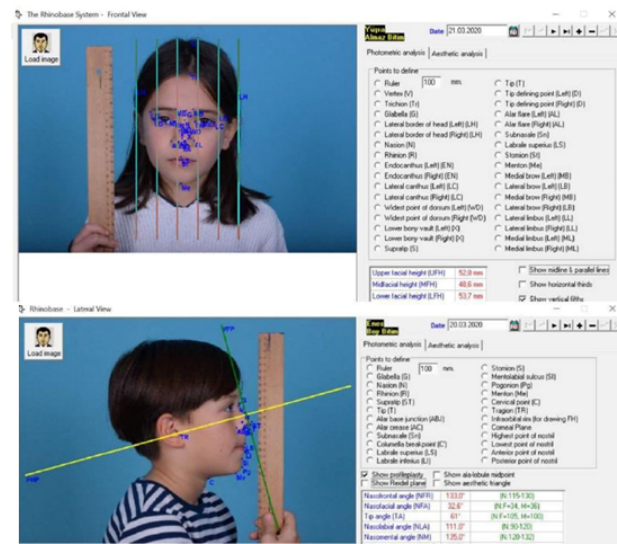 The Rhinobase System - Frontal View
Load image
Date 21.03.2020
Photometric analysis Aesthetic analysis
Points to define
Ruler 100 mm.
Vertex (V)
Trichion (Tr)
Glabella (G)
Lateral border of head (Left) (LH)
Lateral border of head (Right) (LH)
Nasion (N)
Rhinion (R)
Endocanthus (Left) (EN)
Endocanthus (Right) (EN)
Lateral canthus (Left) (LC)
Lateral canthus (Right) (LC)
Widest point of dorsum (Left) (WD)
Widest point of dorsum (Right) (WD)
Lower bony vault (Left) (X)
Lower bony vault (Right) (X)
Supratip (S)
Tip (T)
Tip defining point (Left) (D)
Tip defining point (Right) (D)
Alar flare (Left) (AL)
Alar flare (Right) (AL)
Subnasale (Sn)
Labrale superius (LS)
Stomion (St)
Menton (Me)
Medial brow (Left) (MB)
Medial brow (Right) (MB)
Lateral brow (Left) (LB)
Lateral brow (Right) (LB)
Lateral limbus (Left) (LL)
Lateral limbus (Right) (LL)
Medial limbus (Left) (ML)
Medial limbus (Right) (ML)
Upper facial height (UFH) 52,8 mm
Midfacial height (MFH) 48,6 mm
Lower facial height (LFH) 53,7 mm
Show midline & parallel lines
Show horizontal thirds
Show vertical fifths
Rhinobase - Lateral View
Load image
TR
FHP
C
Date 20.03.2020
Photometric analysis Aesthetic analysis
Points to define
Ruler 100 mm.
Glabella (G)
Nasion (N)
Rhinion (R)
Supratip (ST)
Tip (T)
Alar base junction (ABJ)
Alar crease (AC)
Subnasale (Sn)
Columella break point (C')
Labrale superius (LS)
Labrale inferius (LI)
Stomion (S)
Mentolabial sulcus (SI)
Pogonion (Pg)
Menton (Me)
Cervical point (C)
Tragion (TR)
Infraorbital rim (for drawing FH)
Corneal Plane
Highest point of nostril
Lowest point of nostril
Anterior point of nostril
Posterior point of nostril
Show profileplasty
Show ala-lobule midpoint
Show Reidel plane
Show aesthetic triangle
Nasofrontal angle (NFR) 133,0° (N:115-130)
Nasofacial angle (NFA) 32,6° (N:F=34, M=36)
Tip angle (TA) 61° (N:F=105, M=100)
Nasolabial angle (NLA) 111,0° (N:90-120)
Nasomental angle (NM) 135,0° (N:120-132)